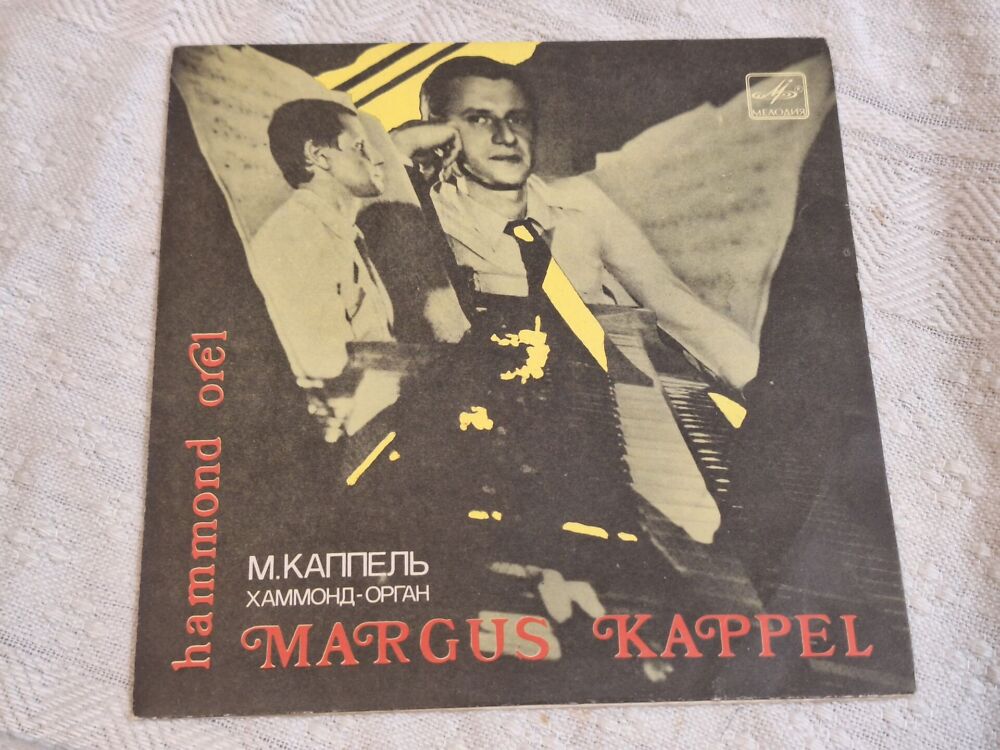 МЕЛОДИЯ
hammond orel
М.КАППЕЛЬ
ХАММОНД-ОРГАН
MARGUS KAPPEL